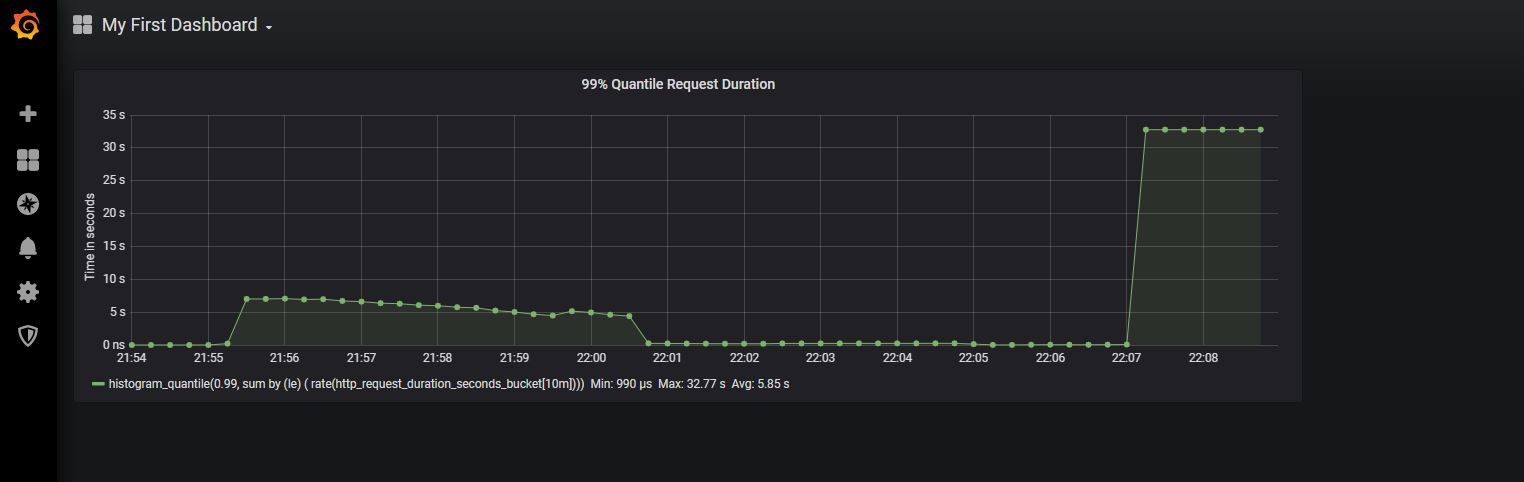 My First Dashboard
99% Quantile Request Duration
Time in seconds
35 s
30 s
25 s
20 s
15 s
10 s
5 s
0 ns
21:54 21:55 21:56 21:57 21:58 21:59 22:00 22:01 22:02 22:03 22:04 22:05 22:06 22:07 22:08
histogram_quantile(0.99, sum by (le) ( rate(http_request_duration_seconds_bucket[10m]))) Min: 990 µs Max: 32.77 s Avg: 5.85 s